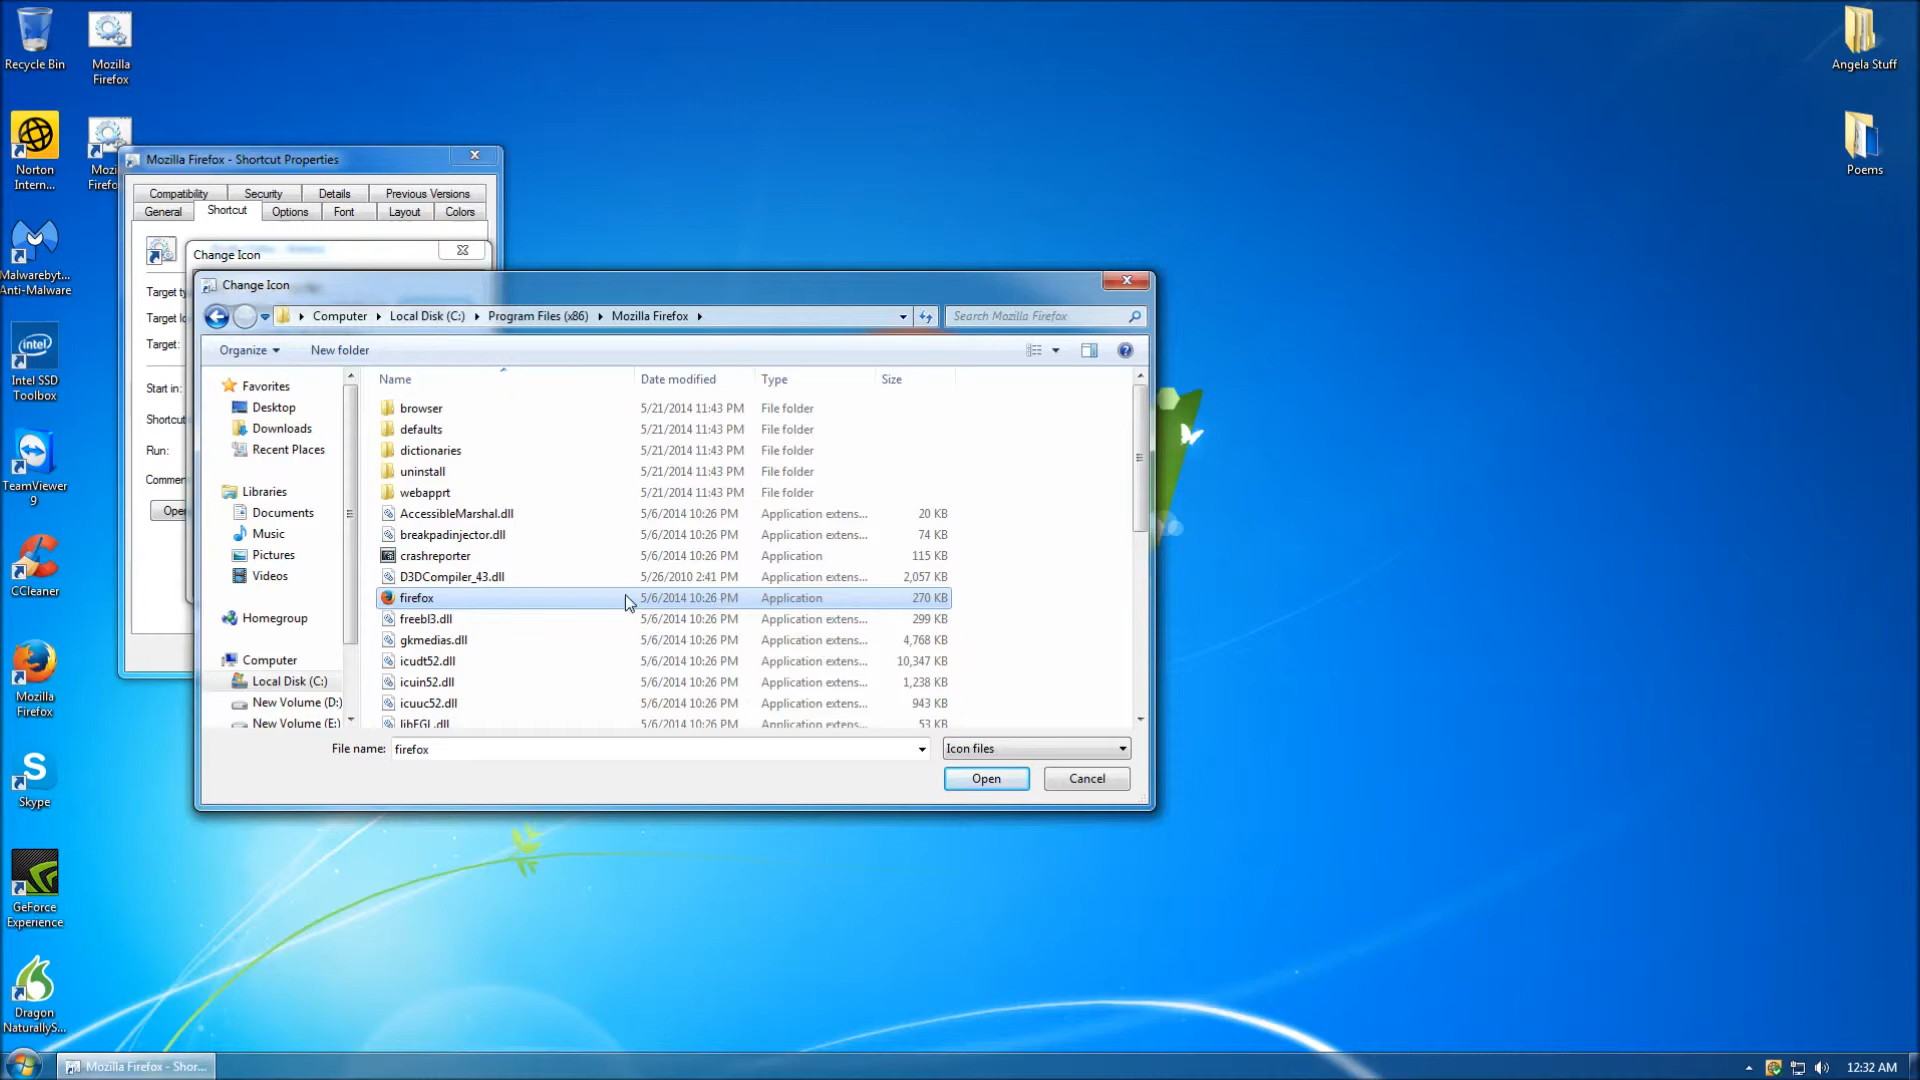 Recycle Bin
Mozilla
Firefox
Norton
Intern...
Malwarebyt...
Anti-Malware
Intel SSD
Toolbox
TeamViewer
9
CCleaner
Mozilla
Firefox
Skype
GeForce
Experience
Dragon
NaturallyS...
Angela Stuff
Poems
Mozilla Firefox - Shortcut Properties
Compatibility Security Details Previous Versions
General Shortcut Options Font Layout Colors
Start in:
Run:
Target:
Change Icon
Change Icon
Computer Local Disk (C:) Program Files (x86) Mozilla Firefox
Search Mozilla Firefox
Organize New folder
Favorites
Desktop
Downloads
Recent Places
Libraries
Documents
Music
Pictures
Videos
Homegroup
Computer
Local Disk (C:)
New Volume (D:)
New Volume (E:)
Name Date modified Type Size
browser 5/21/2014 11:43 PM File folder
defaults 5/21/2014 11:43 PM File folder
dictionaries 5/21/2014 11:43 PM File folder
uninstall 5/21/2014 11:43 PM File folder
webapprt 5/21/2014 11:43 PM File folder
AccessibleMarshal.dll 5/6/2014 10:26 PM Application extens... 20 KB
breakpadinjector.dll 5/6/2014 10:26 PM Application extens... 74 KB
crashreporter 5/6/2014 10:26 PM Application 115 KB
D3DCompiler_43.dll 5/26/2010 2:41 PM Application extens... 2,057 KB
firefox 5/6/2014 10:26 PM Application 270 KB
freebl3.dll 5/6/2014 10:26 PM Application extens... 299 KB
gkmedias.dll 5/6/2014 10:26 PM Application extens... 4,768 KB
icudt52.dll 5/6/2014 10:26 PM Application extens... 10,347 KB
icuin52.dll 5/6/2014 10:26 PM Application extens... 1,238 KB
icuuc52.dll 5/6/2014 10:26 PM Application extens... 943 KB
libEGL.dll 5/6/2014 10:26 PM Application extens... 53 KB
File name: firefox
Icon files
Open Cancel
Mozilla Firefox - Shor...
12:32 AM